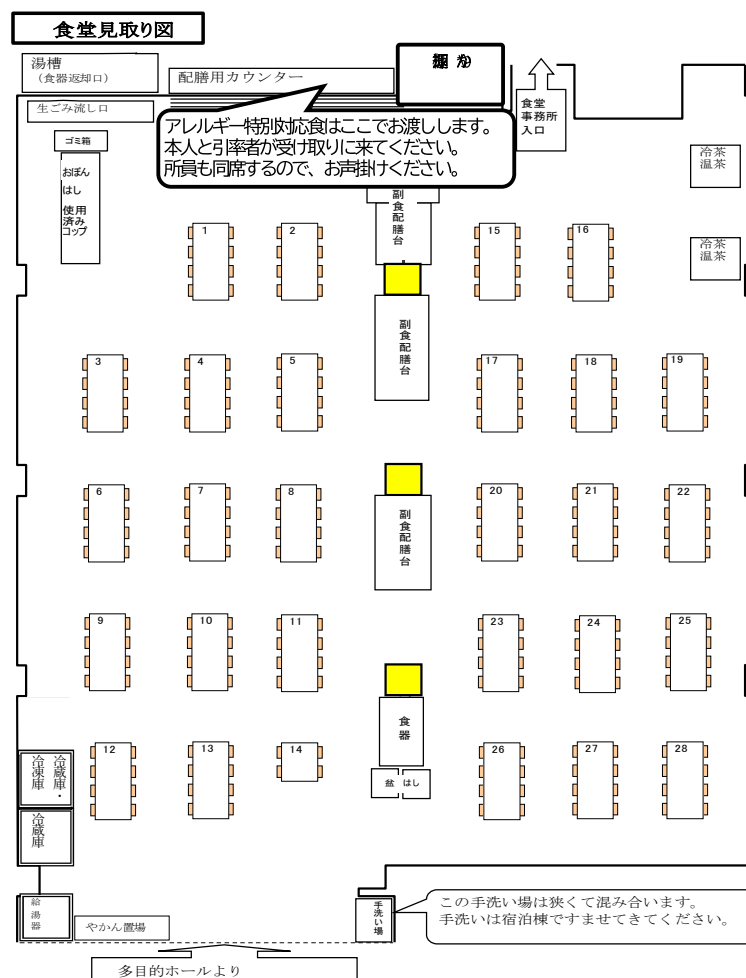 食堂見取り図
湯槽
（食器返却口）
配膳用カウンター
生ごみ流し口
食堂
事務所
入口
アレルギー特別対応食はここでお渡しします。
本人と引率者が受け取りに来てください。
所員も同席するので、お声掛けください。
ゴミ箱
おぼん
はし
使用
済み
コップ
冷茶
温茶
冷茶
温茶
副食配膳台
1
2
15
16
副食配膳台
3
4
5
17
18
19
6
7
8
副食配膳台
20
21
22
9
10
11
23
24
25
食器
12
13
14
盆
はし
26
27
28
冷蔵庫・
冷凍庫
冷蔵庫
給湯器
やかん置場
手洗い場
この手洗い場は狭くて混み合います。
手洗いは宿泊棟ですませてきてください。
多目的ホールより